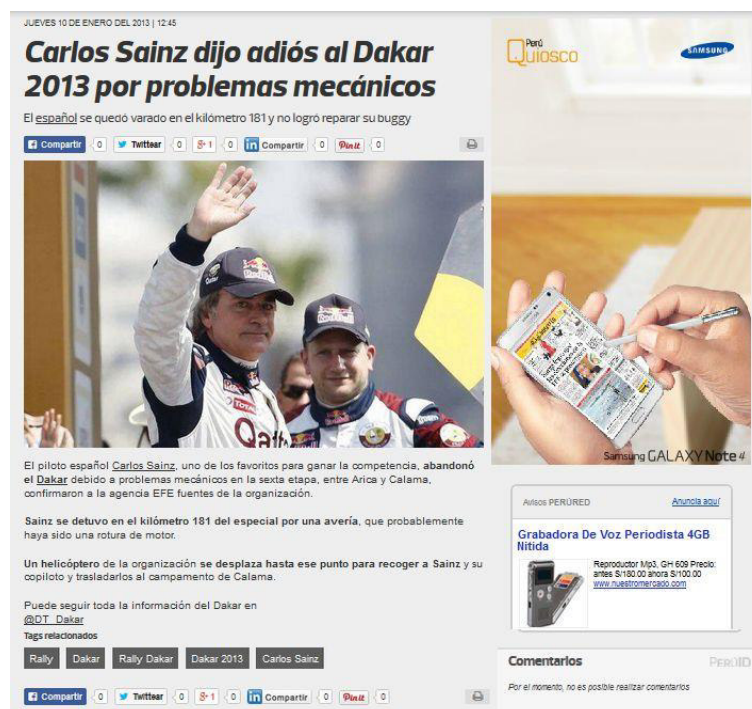 JUEVES 10 DE ENERO DEL 2013 | 12:45
Carlos Sainz dijo adiós al Dakar
2013 por problemas mecánicos
El español se quedó varado en el kilómetro 181 y no logró reparar su buggy
Compartir 0 Twittear 0 g+1 0 in Compartir 0 Pin it 0
Red Bull
TOTAL
Qat
El piloto español Carlos Sainz, uno de los favoritos para ganar la competencia, abandonó
el Dakar debido a problemas mecánicos en la sexta etapa, entre Arica y Calama,
confirmaron a la agencia EFE fuentes de la organización.
Sainz se detuvo en el kilómetro 181 del especial por una avería, que probablemente
haya sido una rotura de motor.
Un helicóptero de la organización se desplaza hasta ese punto para recoger a Sainz y su
copiloto y trasladarlos al campamento de Calama.
Puede seguir toda la información del Dakar en
@DT_Dakar
Tags relacionados
Rally Dakar Rally Dakar Dakar 2013 Carlos Sainz
Compartir 0 Twittear 0 g+1 0 in Compartir 0 Pin it 0
Perú
Quiosco
SAMSUNG
Samsung GALAXY Note 4
Avisos PERÚRED Anuncia aquí
Grabadora De Voz Periodista 4GB
Nitida
Reproductor Mp3, GH 609 Precio:
antes S/180.00 ahora S/100.00
www.nuestromercado.com
Comentarios PERÚID
Por el momento, no es posible realizar comentarios